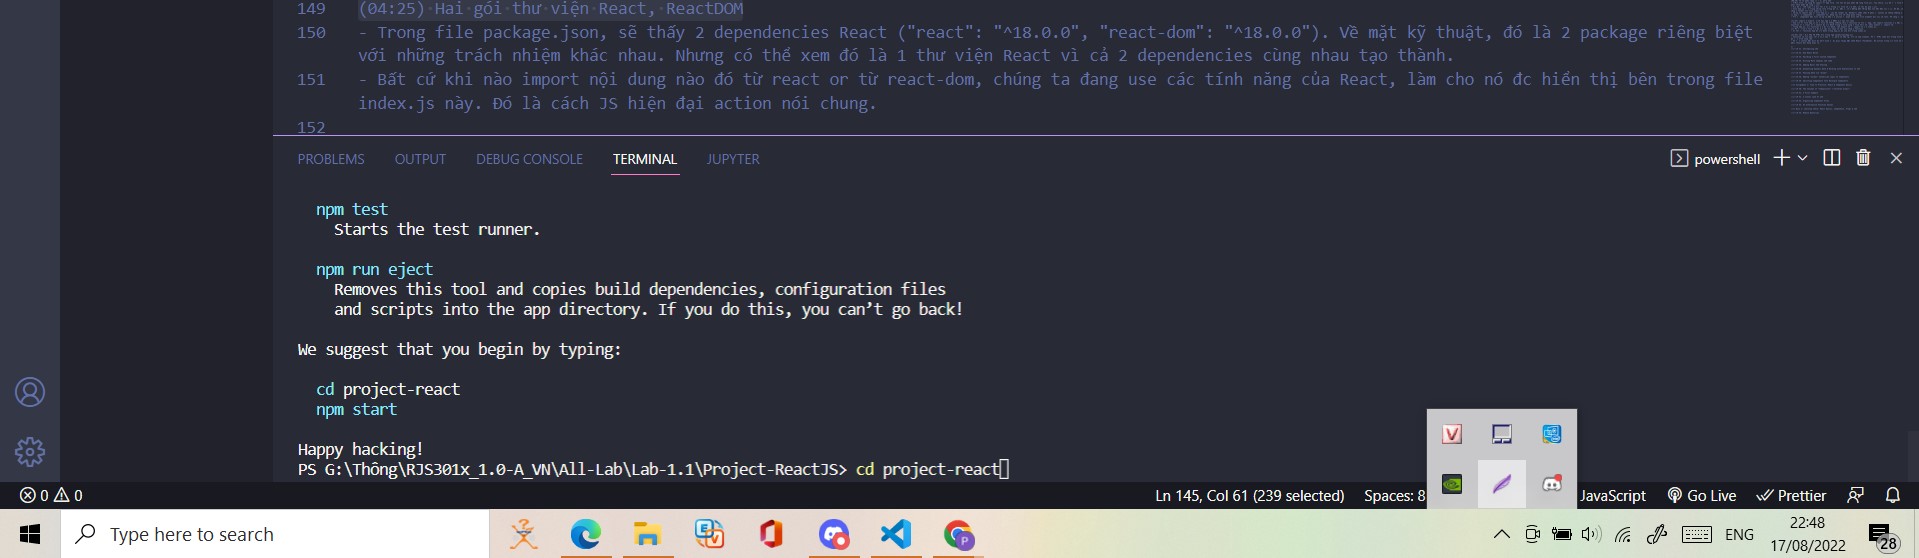 149 (04:25) Hai gói thư viện React, ReactDOM
150 - Trong file package.json, sẽ thấy 2 dependencies React ("react": "^18.0.0", "react-dom": "^18.0.0"). Về mặt kỹ thuật, đó là 2 package riêng biệt
với những trách nhiệm khác nhau. Nhưng có thể xem đó là 1 thư viện React vì cả 2 dependencies cùng nhau tạo thành.
151 - Bất cứ khi nào import nội dung nào đó từ react or từ react-dom, chúng ta đang use các tính năng của React, làm cho nó đc hiển thị bên trong file
index.js này. Đó là cách JS hiện đại action nói chung.
152
PROBLEMS OUTPUT DEBUG CONSOLE TERMINAL JUPYTER powershell
npm test
Starts the test runner.
npm run eject
Removes this tool and copies build dependencies, configuration files
and scripts into the app directory. If you do this, you can’t go back!
We suggest that you begin by typing:
cd project-react
npm start
Happy hacking!
PS G:\Thông\RJS301x_1.0-A_VN\All-Lab\Lab-1.1\Project-ReactJS> cd project-react
0 0 Ln 145, Col 61 (239 selected) Spaces: 8 JavaScript Go Live Prettier
Type here to search ENG 22:48
17/08/2022 28